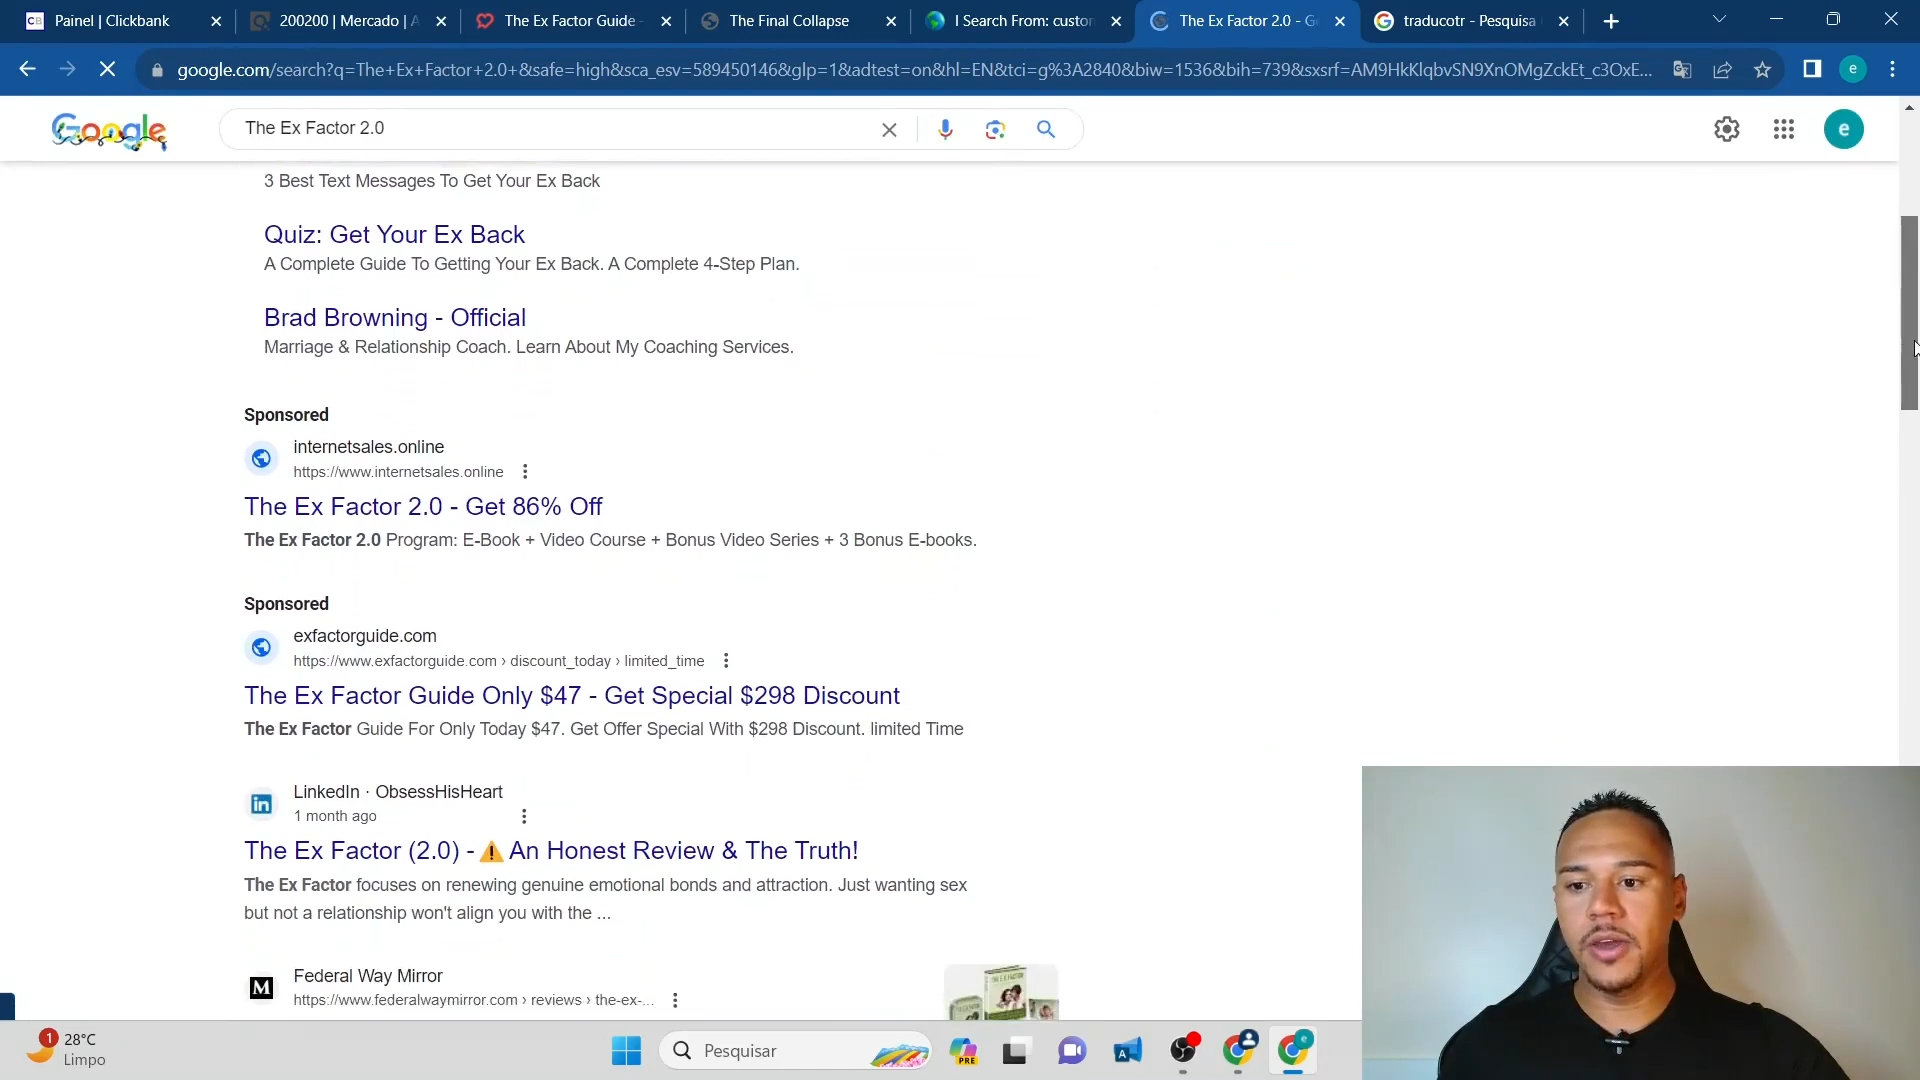 Painel | Clickbank
200200 | Mercado | A
The Ex Factor Guide -
The Final Collapse
I Search From: custor
The Ex Factor 2.0 - Go
traducotr - Pesquisa
google.com/search?q=The+Ex+Factor+2.0+&safe=high&sca_esv=589450146&glp=1&adtest=on&hl=EN&tci=g%3A2840&biw=1536&bih=739&sxsrf=AM9HkKlqbvSN9XnOMgZckEt_c3OxE...
e
Google
The Ex Factor 2.0
e
3 Best Text Messages To Get Your Ex Back
Quiz: Get Your Ex Back
A Complete Guide To Getting Your Ex Back. A Complete 4-Step Plan.
Brad Browning - Official
Marriage & Relationship Coach. Learn About My Coaching Services.
Sponsored
internetsales.online
https://www.internetsales.online
The Ex Factor 2.0 - Get 86% Off
The Ex Factor 2.0 Program: E-Book + Video Course + Bonus Video Series + 3 Bonus E-books.
Sponsored
exfactorguide.com
https://www.exfactorguide.com › discount_today › limited_time
The Ex Factor Guide Only $47 - Get Special $298 Discount
The Ex Factor Guide For Only Today $47. Get Offer Special With $298 Discount. limited Time
LinkedIn · ObsessHisHeart
1 month ago
The Ex Factor (2.0) - ⚠️ An Honest Review & The Truth!
The Ex Factor focuses on renewing genuine emotional bonds and attraction. Just wanting sex
but not a relationship won't align you with the ...
Federal Way Mirror
https://www.federalwaymirror.com › reviews › the-ex-...
1
28°C
Limpo
Pesquisar
PRE